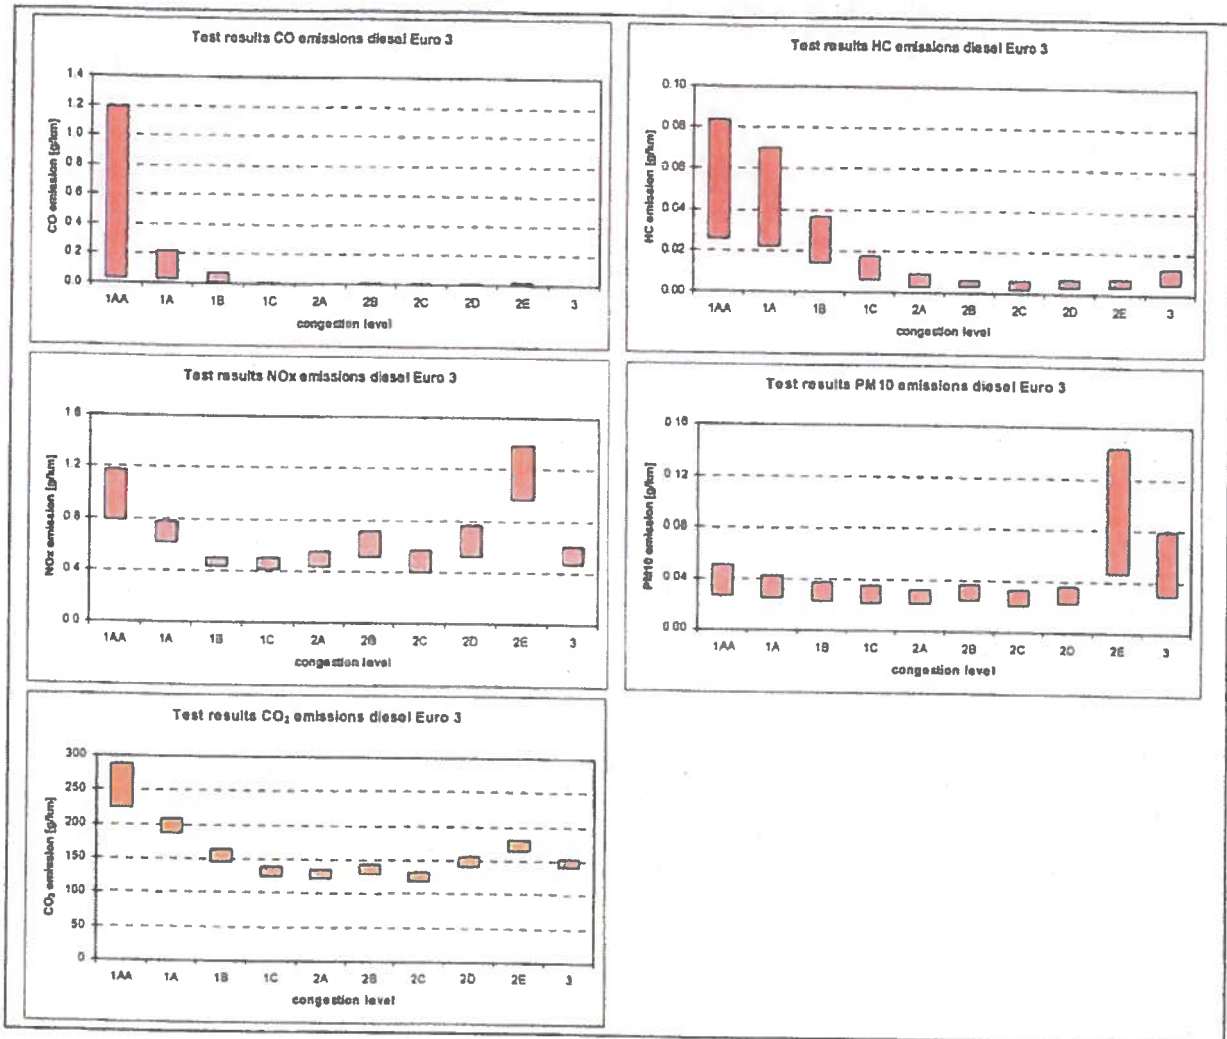 Test results CO emissions diesel Euro 3
CO emission [g/km]
1.4
1.2
1.0
0.8
0.6
0.4
0.2
0.0
1AA 1A 1B 1C 2A 2B 2C 2D 2E 3
congestion level
Test results HC emissions diesel Euro 3
HC emission [g/km]
0.10
0.08
0.06
0.04
0.02
0.00
1AA 1A 1B 1C 2A 2B 2C 2D 2E 3
congestion level
Test results NOx emissions diesel Euro 3
NOx emission [g/km]
1.6
1.2
0.8
0.4
0.0
1AA 1A 1B 1C 2A 2B 2C 2D 2E 3
congestion level
Test results PM10 emissions diesel Euro 3
PM10 emission [g/km]
0.16
0.12
0.08
0.04
0.00
1AA 1A 1B 1C 2A 2B 2C 2D 2E 3
congestion level
Test results CO₂ emissions diesel Euro 3
CO₂ emission [g/km]
300
250
200
150
100
50
0
1AA 1A 1B 1C 2A 2B 2C 2D 2E 3
congestion level